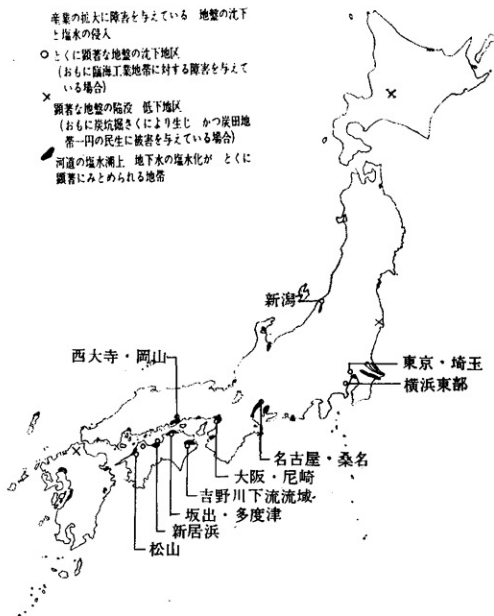 産業の拡大に障害を与えている 地盤の沈下
と塩水の侵入
とくに顕著な地盤の沈下地区
(おもに臨海工業地帯に対する障害を与えて
いる場合)
顕著な地盤の陥没 低下地区
(おもに炭坑掘さくにより生じ かつ炭田地
帯一円の民生に被害を与えている場合)
河道の塩水溯上 地下水の塩水化が とくに
顕著にみとめられる地帯
新潟
西大寺・岡山
東京・埼玉
横浜東部
名古屋・桑名
大阪・尼崎
吉野川下流流域
坂出・多度津
新居浜
松山